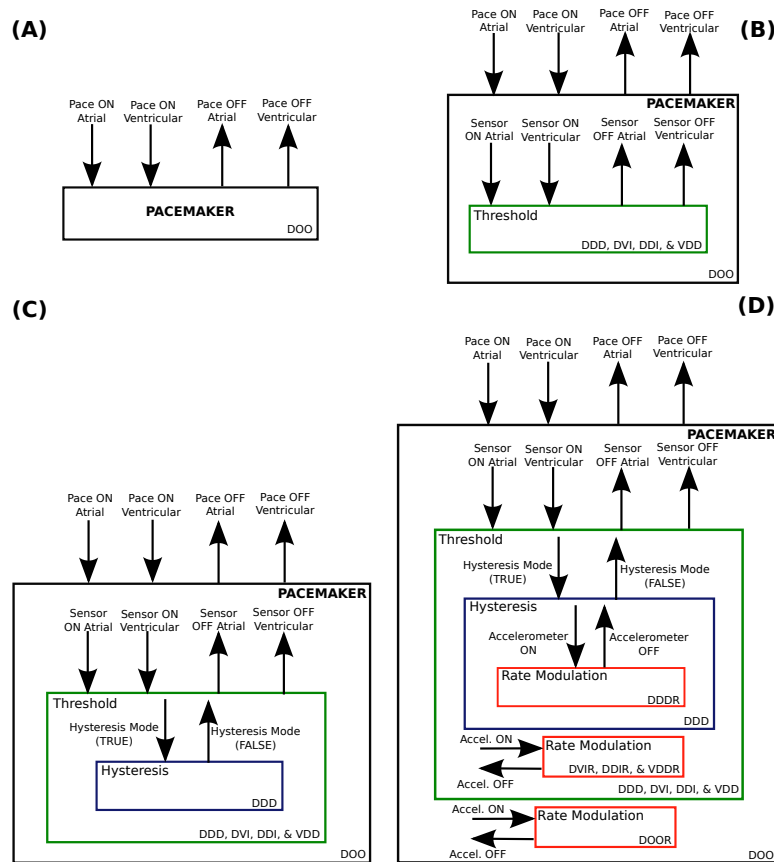 (A)
Pace ON
Atrial
Pace ON
Ventricular
Pace OFF
Atrial
Pace OFF
Ventricular
PACEMAKER
DOO
(B)
Pace ON
Atrial
Pace ON
Ventricular
Pace OFF
Atrial
Pace OFF
Ventricular
PACEMAKER
Sensor
ON Atrial
Sensor ON
Ventricular
Sensor
OFF Atrial
Sensor OFF
Ventricular
Threshold
DDD, DVI, DDI, & VDD
DOO
(C)
Pace ON
Atrial
Pace ON
Ventricular
Pace OFF
Atrial
Pace OFF
Ventricular
PACEMAKER
Sensor
ON Atrial
Sensor ON
Ventricular
Sensor
OFF Atrial
Sensor OFF
Ventricular
Threshold
Hysteresis Mode
(TRUE)
Hysteresis Mode
(FALSE)
Hysteresis
DDD
DDD, DVI, DDI, & VDD
DOO
(D)
Pace ON
Atrial
Pace ON
Ventricular
Pace OFF
Atrial
Pace OFF
Ventricular
PACEMAKER
Sensor
ON Atrial
Sensor ON
Ventricular
Sensor
OFF Atrial
Sensor OFF
Ventricular
Threshold
Hysteresis Mode
(TRUE)
Hysteresis Mode
(FALSE)
Hysteresis
Accelerometer
ON
Accelerometer
OFF
Rate Modulation
DDDR
DDD
Accel. ON
Rate Modulation
Accel. OFF
DVIR, DDIR, & VDDR
DDD, DVI, DDI, & VDD
Accel. ON
Rate Modulation
DOOR
Accel. OFF
DOO